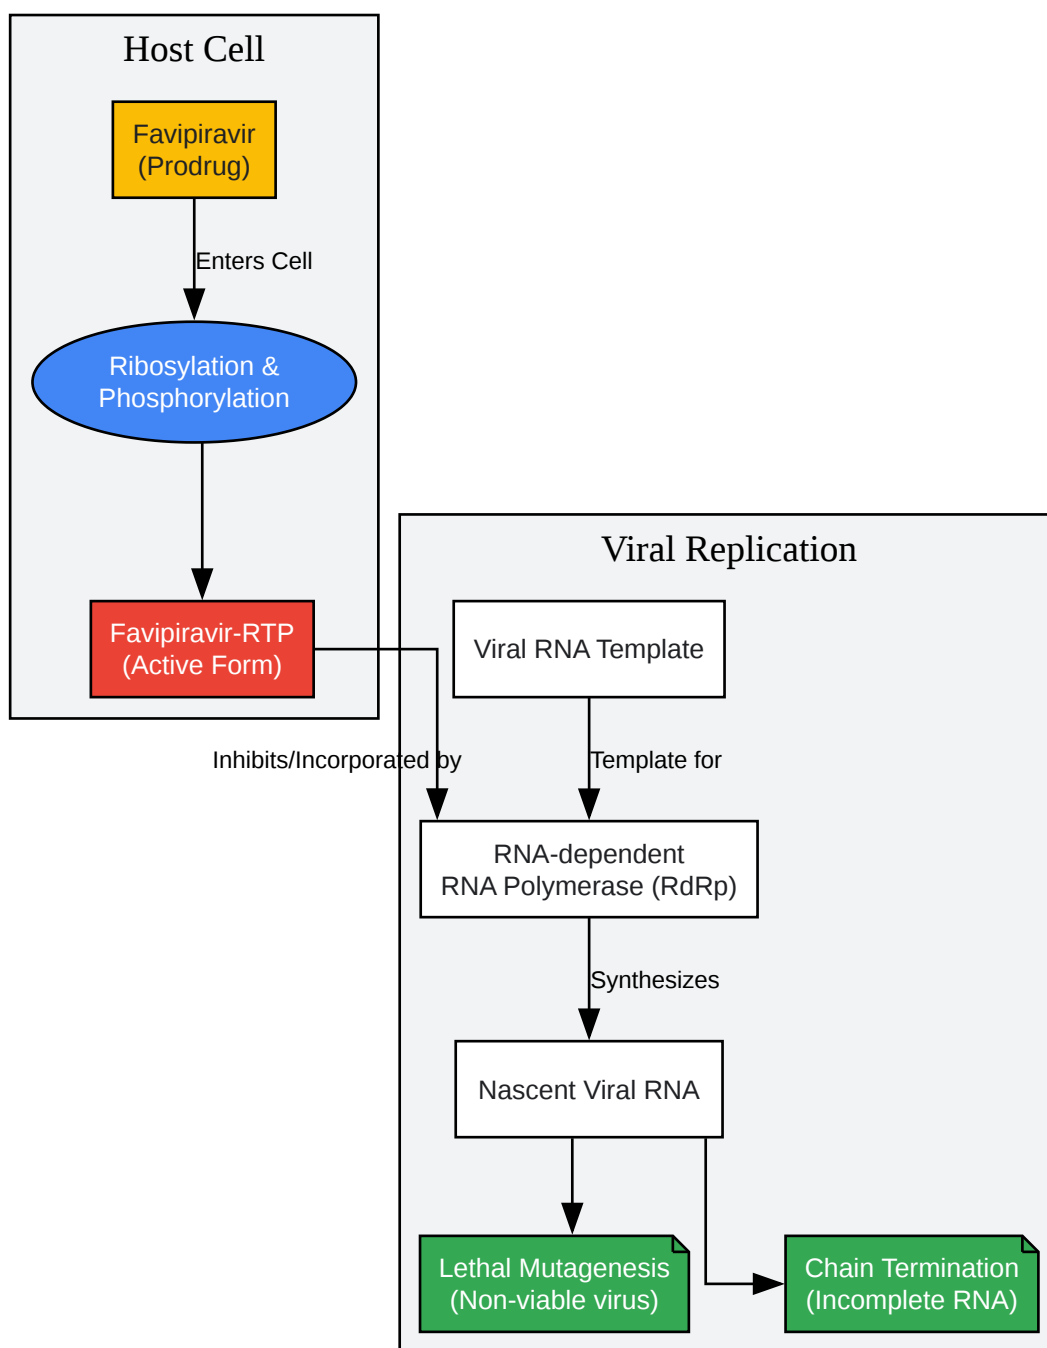 Host Cell
Favipiravir
(Prodrug)
Enters Cell
Ribosylation &
Phosphorylation
Favipiravir-RTP
(Active Form)
Inhibits/Incorporated by
Viral Replication
Viral RNA Template
Template for
RNA-dependent
RNA Polymerase (RdRp)
Synthesizes
Nascent Viral RNA
Lethal Mutagenesis
(Non-viable virus)
Chain Termination
(Incomplete RNA)